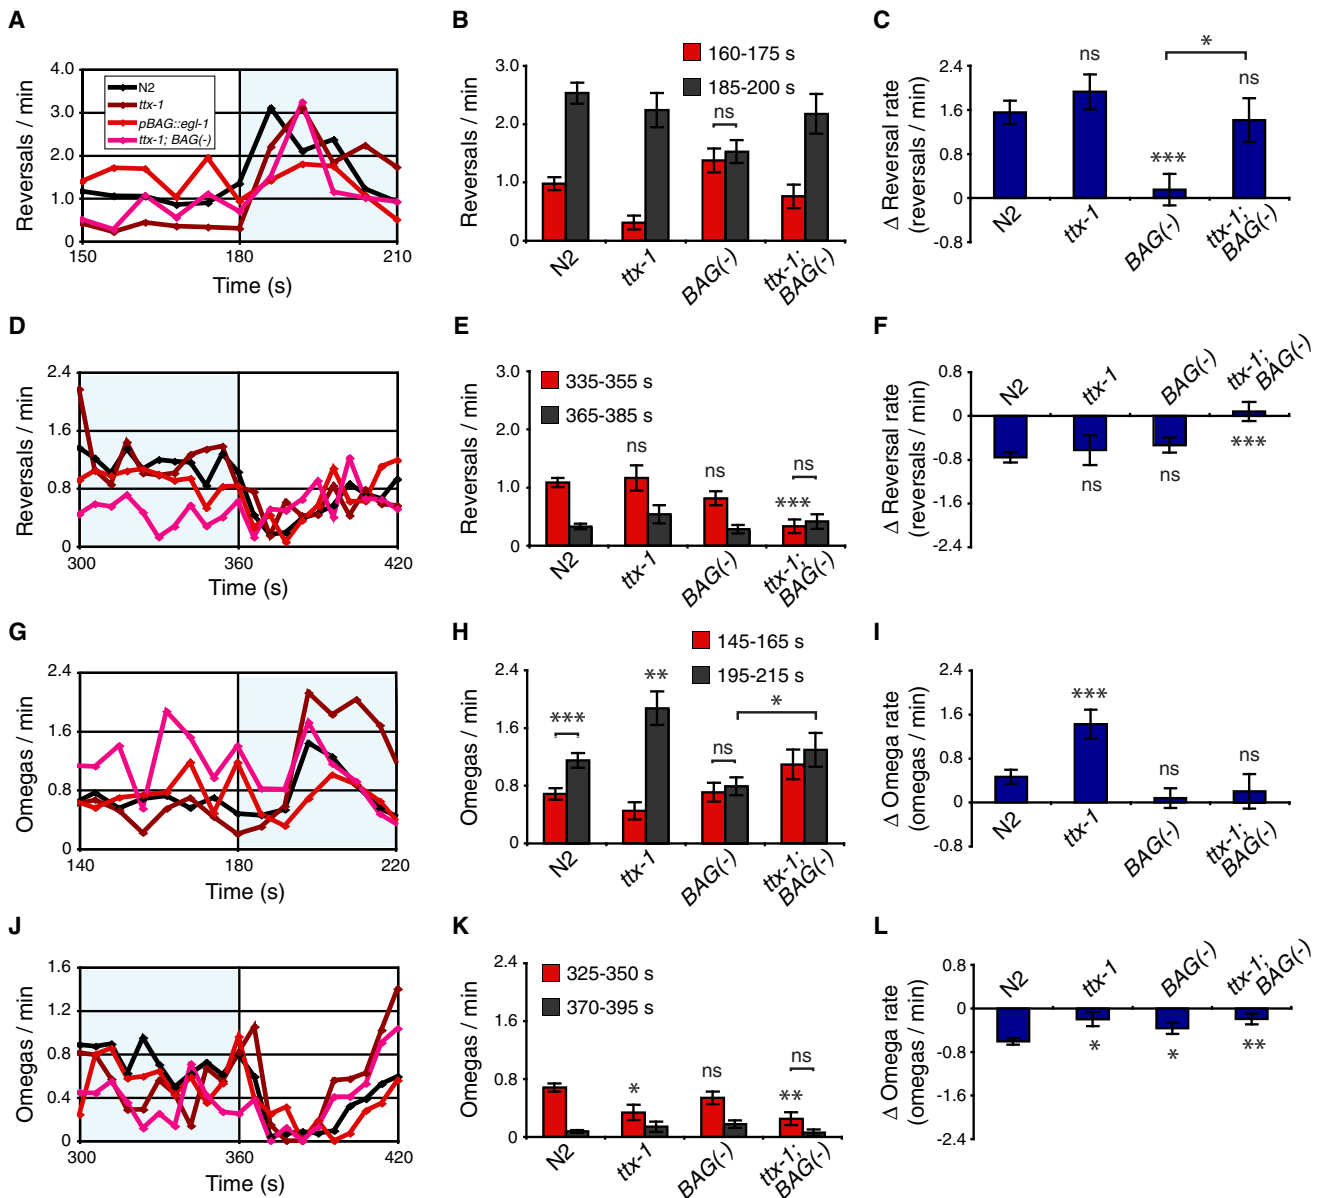 A
Reversals / min
4.0
3.0
2.0
1.0
0
150
180
210
Time (s)
N2
ttx-1
pBAG::egl-1
ttx-1; BAG(-)
B
160-175 s
185-200 s
Reversals / min
3.0
2.0
1.0
0
ns
N2
ttx-1
BAG(-)
ttx-1;
BAG(-)
C
Δ Reversal rate
(reversals / min)
2.4
1.6
0.8
0
-0.8
ns
***
*
ns
N2
ttx-1
BAG(-)
ttx-1;
BAG(-)
D
Reversals / min
2.4
1.6
0.8
0
300
360
420
Time (s)
E
335-355 s
365-385 s
Reversals / min
3.0
2.0
1.0
0
ns
ns
***
ns
N2
ttx-1
BAG(-)
ttx-1;
BAG(-)
F
Δ Reversal rate
(reversals / min)
0.8
0
-0.8
-1.6
-2.4
N2
ttx-1
BAG(-)
ttx-1;
BAG(-)
ns
ns
***
G
Omegas / min
2.4
1.6
0.8
0
140
180
220
Time (s)
H
145-165 s
195-215 s
Omegas / min
2.4
1.6
0.8
0
***
**
ns
*
N2
ttx-1
BAG(-)
ttx-1;
BAG(-)
I
Δ Omega rate
(omegas / min)
2.4
1.6
0.8
0
-0.8
***
ns
ns
N2
ttx-1
BAG(-)
ttx-1;
BAG(-)
J
Omegas / min
1.6
1.2
0.8
0.4
0
300
360
420
Time (s)
K
325-350 s
370-395 s
Omegas / min
2.4
1.6
0.8
0
*
ns
**
ns
N2
ttx-1
BAG(-)
ttx-1;
BAG(-)
L
Δ Omega rate
(omegas / min)
0.8
0
-0.8
-1.6
-2.4
N2
ttx-1
BAG(-)
ttx-1;
BAG(-)
*
*
**